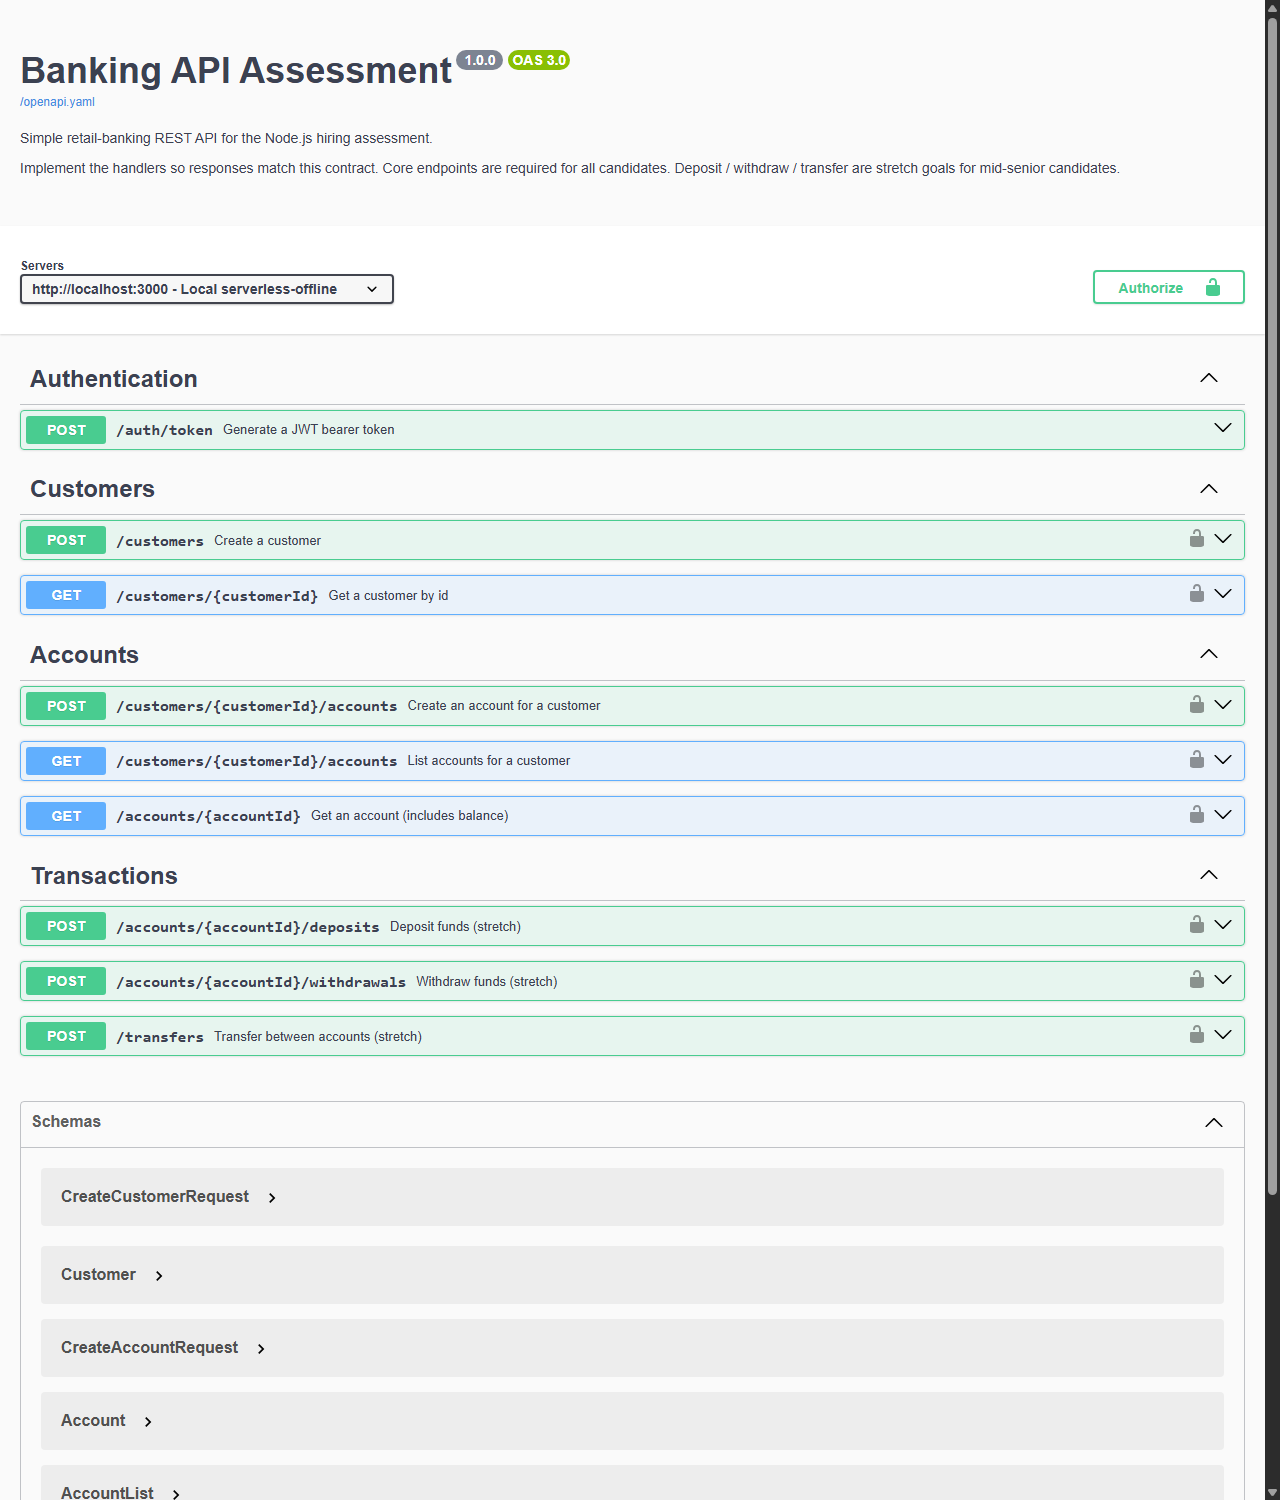 Banking API Assessment 1.0.0 OAS 3.0
/openapi.yaml
Simple retail-banking REST API for the Node.js hiring assessment.
Implement the handlers so responses match this contract. Core endpoints are required for all candidates. Deposit / withdraw / transfer are stretch goals for mid-senior candidates.
Servers
http://localhost:3000 - Local serverless-offline
Authorize
Authentication
POST /auth/token Generate a JWT bearer token
Customers
POST /customers Create a customer
GET /customers/{customerId} Get a customer by id
Accounts
POST /customers/{customerId}/accounts Create an account for a customer
GET /customers/{customerId}/accounts List accounts for a customer
GET /accounts/{accountId} Get an account (includes balance)
Transactions
POST /accounts/{accountId}/deposits Deposit funds (stretch)
POST /accounts/{accountId}/withdrawals Withdraw funds (stretch)
POST /transfers Transfer between accounts (stretch)
Schemas
CreateCustomerRequest
Customer
CreateAccountRequest
Account
AccountList